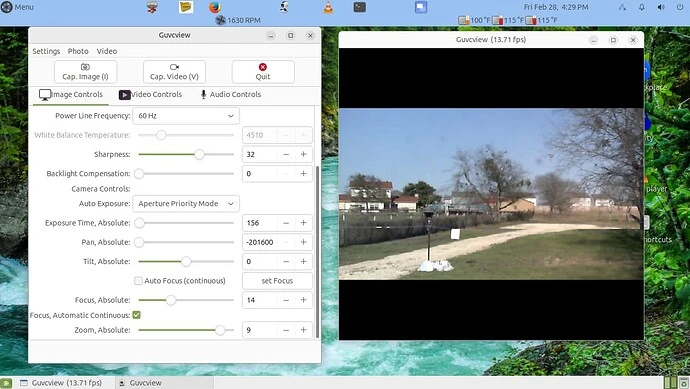 Menu
Fri Feb 28, 4:29 PM
1630 RPM
100 °F
115 °F
115 °F
Guvcview
Settings Photo Video
Cap. Image (I)
Cap. Video (V)
Quit
Image Controls
Video Controls
Audio Controls
Power Line Frequency: 60 Hz
White Balance Temperature: 4510
Sharpness: 32
Backlight Compensation: 0
Camera Controls:
Auto Exposure: Aperture Priority Mode
Exposure Time, Absolute: 156
Pan, Absolute: -201600
Tilt, Absolute: 0
Auto Focus (continuous) set Focus
Focus, Absolute: 14
Focus, Automatic Continuous:
Zoom, Absolute: 9
Guvcview (13.71 fps)
player
Guvcview (13.71 fps)
Guvcview